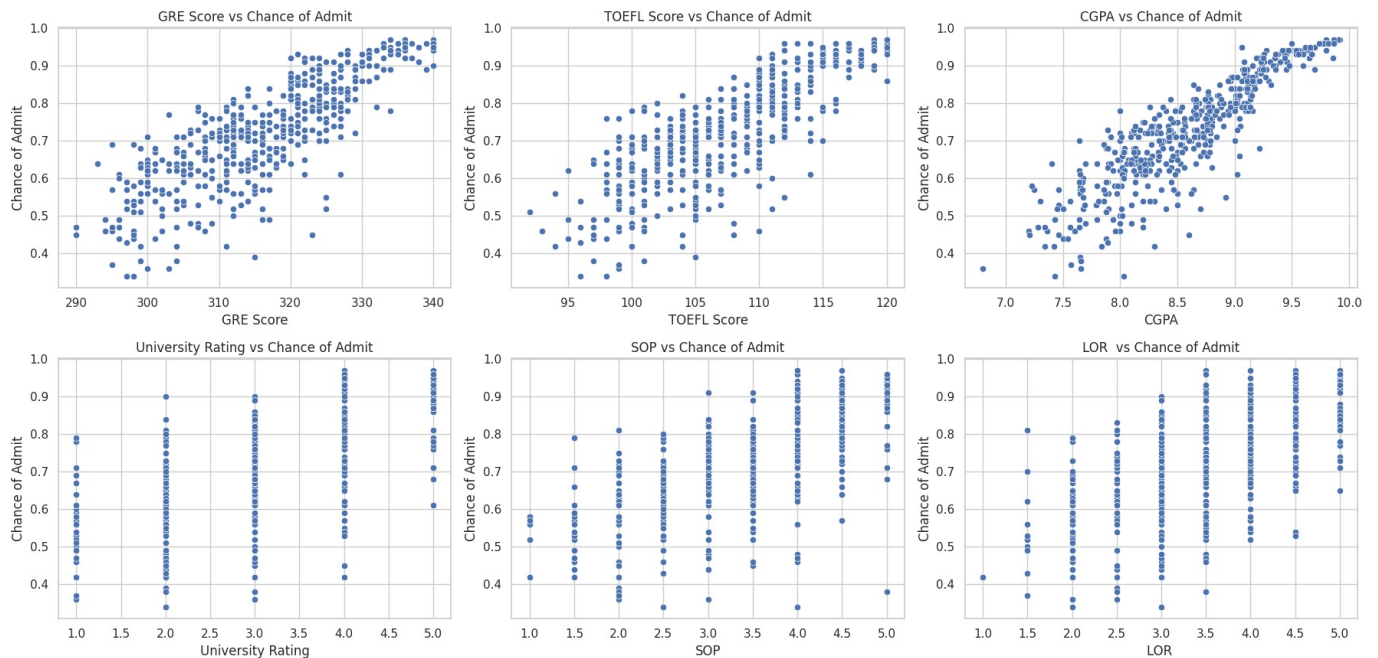 GRE Score vs Chance of Admit
Chance of Admit
1.0
0.9
0.8
0.7
0.6
0.5
0.4
290 300 310 320 330 340
GRE Score
TOEFL Score vs Chance of Admit
Chance of Admit
1.0
0.9
0.8
0.7
0.6
0.5
0.4
95 100 105 110 115 120
TOEFL Score
CGPA vs Chance of Admit
Chance of Admit
1.0
0.9
0.8
0.7
0.6
0.5
0.4
7.0 7.5 8.0 8.5 9.0 9.5 10.0
CGPA
University Rating vs Chance of Admit
Chance of Admit
1.0
0.9
0.8
0.7
0.6
0.5
0.4
1.0 1.5 2.0 2.5 3.0 3.5 4.0 4.5 5.0
University Rating
SOP vs Chance of Admit
Chance of Admit
1.0
0.9
0.8
0.7
0.6
0.5
0.4
1.0 1.5 2.0 2.5 3.0 3.5 4.0 4.5 5.0
SOP
LOR  vs Chance of Admit
Chance of Admit
1.0
0.9
0.8
0.7
0.6
0.5
0.4
1.0 1.5 2.0 2.5 3.0 3.5 4.0 4.5 5.0
LOR